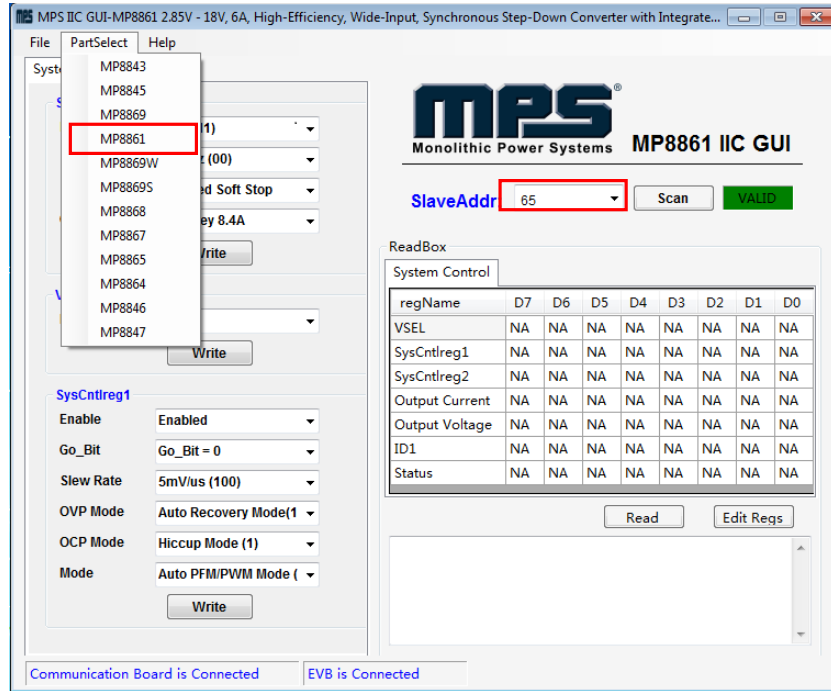 MPS IIC GUI-MP8861 2.85V - 18V, 6A, High-Efficiency, Wide-Input, Synchronous Step-Down Converter with Integrate...
File PartSelect Help
MP8843
MP8845
MP8869
MP8861
MP8869W
MP8869S
MP8868
MP8867
MP8865
MP8864
MP8846
MP8847
(00)
Soft Stop
8.4A
Write
Write
SysCntlreg1
Enable Enabled
Go_Bit Go_Bit = 0
Slew Rate 5mV/us (100)
OVP Mode Auto Recovery Mode(1
OCP Mode Hiccup Mode (1)
Mode Auto PFM/PWM Mode (
Write
mps®
Monolithic Power Systems
MP8861 IIC GUI
SlaveAddr 65 Scan VALID
ReadBox
System Control
regName D7 D6 D5 D4 D3 D2 D1 D0
VSEL NA NA NA NA NA NA NA NA
SysCntlreg1 NA NA NA NA NA NA NA NA
SysCntlreg2 NA NA NA NA NA NA NA NA
Output Current NA NA NA NA NA NA NA NA
Output Voltage NA NA NA NA NA NA NA NA
ID1 NA NA NA NA NA NA NA NA
Status NA NA NA NA NA NA NA NA
Read Edit Regs
Communication Board is Connected EVB is Connected